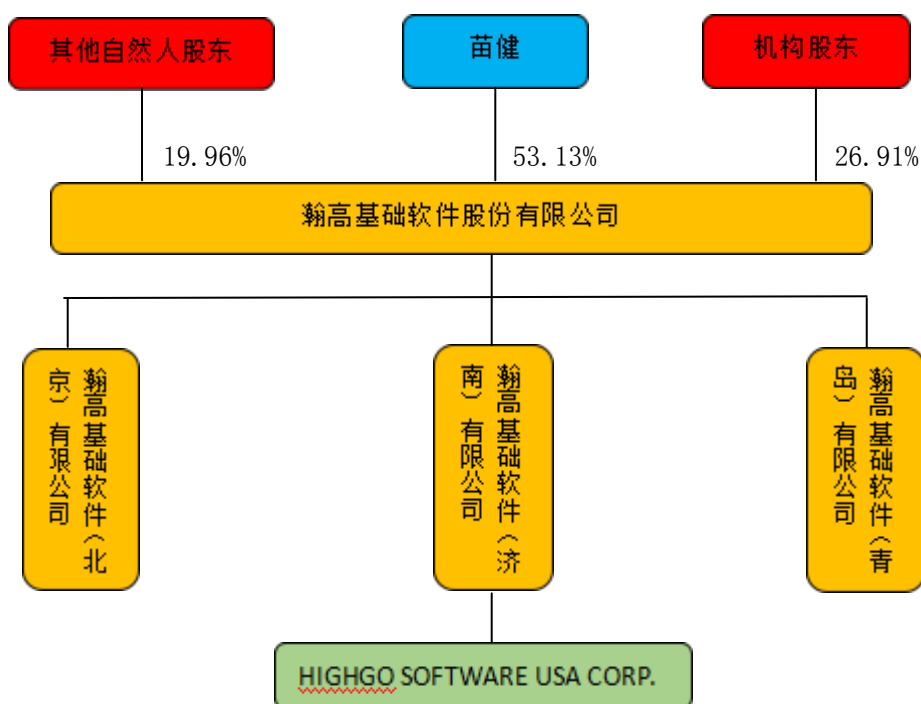 其他自然人股东
苗健
机构股东
19.96%
53.13%
26.91%
瀚高基础软件股份有限公司
瀚高基础软件（北
京）有限公司
瀚高基础软件（济
南）有限公司
瀚高基础软件（青
岛）有限公司
HIGHGO SOFTWARE USA CORP.